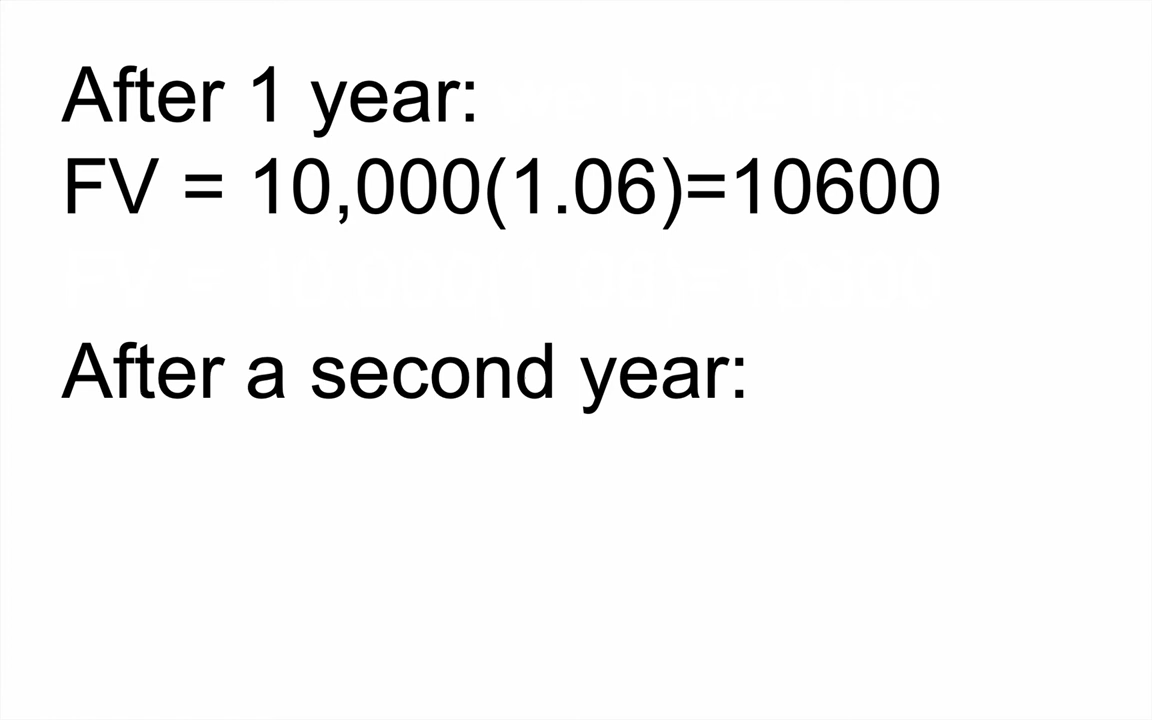 After 1 year:
FV = 10,000(1.06)=10600
After a second year: